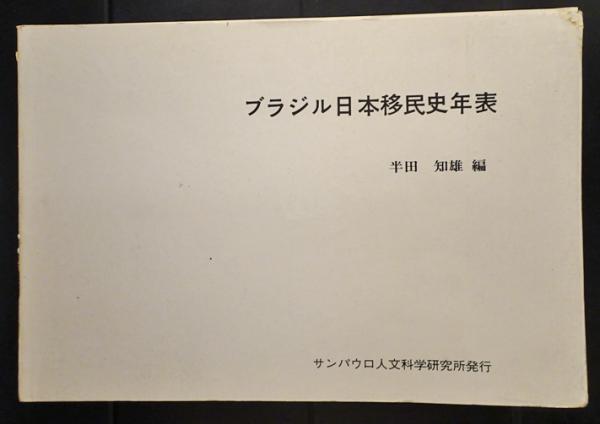 ブラジル日本移民史年表
半田 知雄 編
サンパウロ人文科学研究所発行